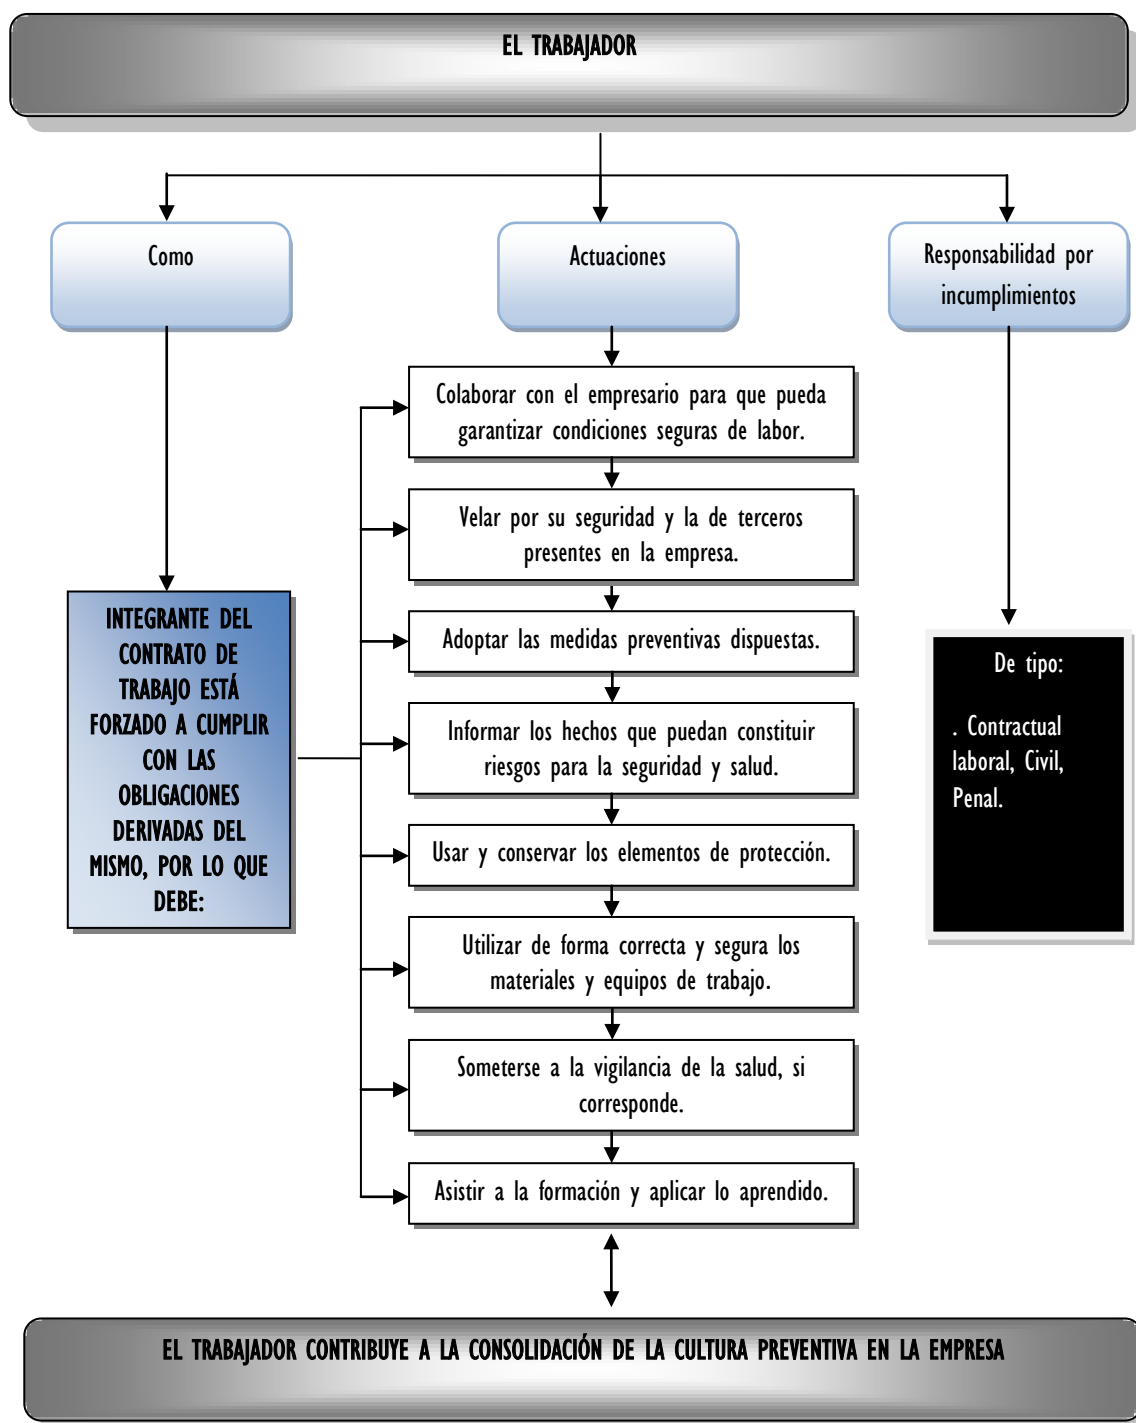 EL TRABAJADOR
Como
Actuaciones
Responsabilidad por
incumplimientos
Colaborar con el empresario para que pueda
garantizar condiciones seguras de labor.
Velar por su seguridad y la de terceros
presentes en la empresa.
Adoptar las medidas preventivas dispuestas.
Informar los hechos que puedan constituir
riesgos para la seguridad y salud.
Usar y conservar los elementos de protección.
Utilizar de forma correcta y segura los
materiales y equipos de trabajo.
Someterse a la vigilancia de la salud, si
corresponde.
Asistir a la formación y aplicar lo aprendido.
INTEGRANTE DEL
CONTRATO DE
TRABAJO ESTÁ
FORZADO A CUMPLIR
CON LAS
OBLIGACIONES
DERIVADAS DEL
MISMO, POR LO QUE
DEBE:
De tipo:
. Contractual
laboral, Civil,
Penal.
EL TRABAJADOR CONTRIBUYE A LA CONSOLIDACIÓN DE LA CULTURA PREVENTIVA EN LA EMPRESA